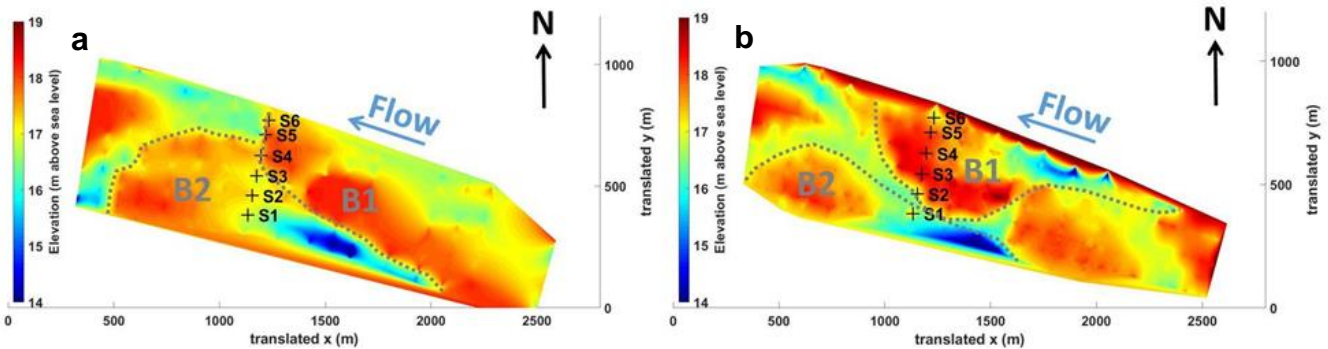 a
N
Flow
B2
B1
S6
S5
S4
S3
S2
S1
19
18
17
16
15
14
Elevation (m above sea level)
1000
500
0
translated y (m)
0
500
1000
1500
2000
2500
translated x (m)
b
N
Flow
B2
B1
S6
S5
S4
S3
S2
S1
19
18
17
16
15
14
Elevation (m above sea level)
1000
500
0
translated y (m)
0
500
1000
1500
2000
2500
translated x (m)